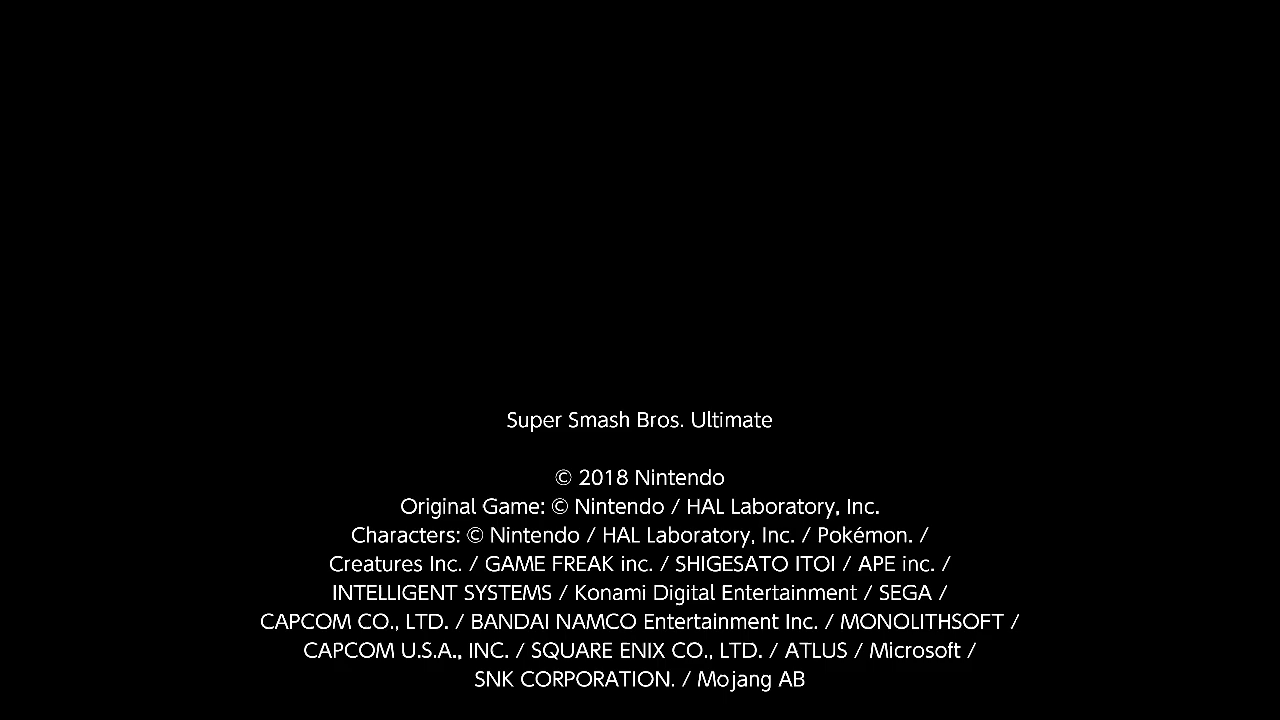 Super Smash Bros. Ultimate
© 2018 Nintendo
Original Game: © Nintendo / HAL Laboratory, Inc.
Characters: © Nintendo / HAL Laboratory, Inc. / Pokémon. /
Creatures Inc. / GAME FREAK inc. / SHIGESATO ITOI / APE inc. /
INTELLIGENT SYSTEMS / Konami Digital Entertainment / SEGA /
CAPCOM CO., LTD. / BANDAI NAMCO Entertainment Inc. / MONOLITHSOFT /
CAPCOM U.S.A., INC. / SQUARE ENIX CO., LTD. / ATLUS / Microsoft /
SNK CORPORATION. / Mojang AB